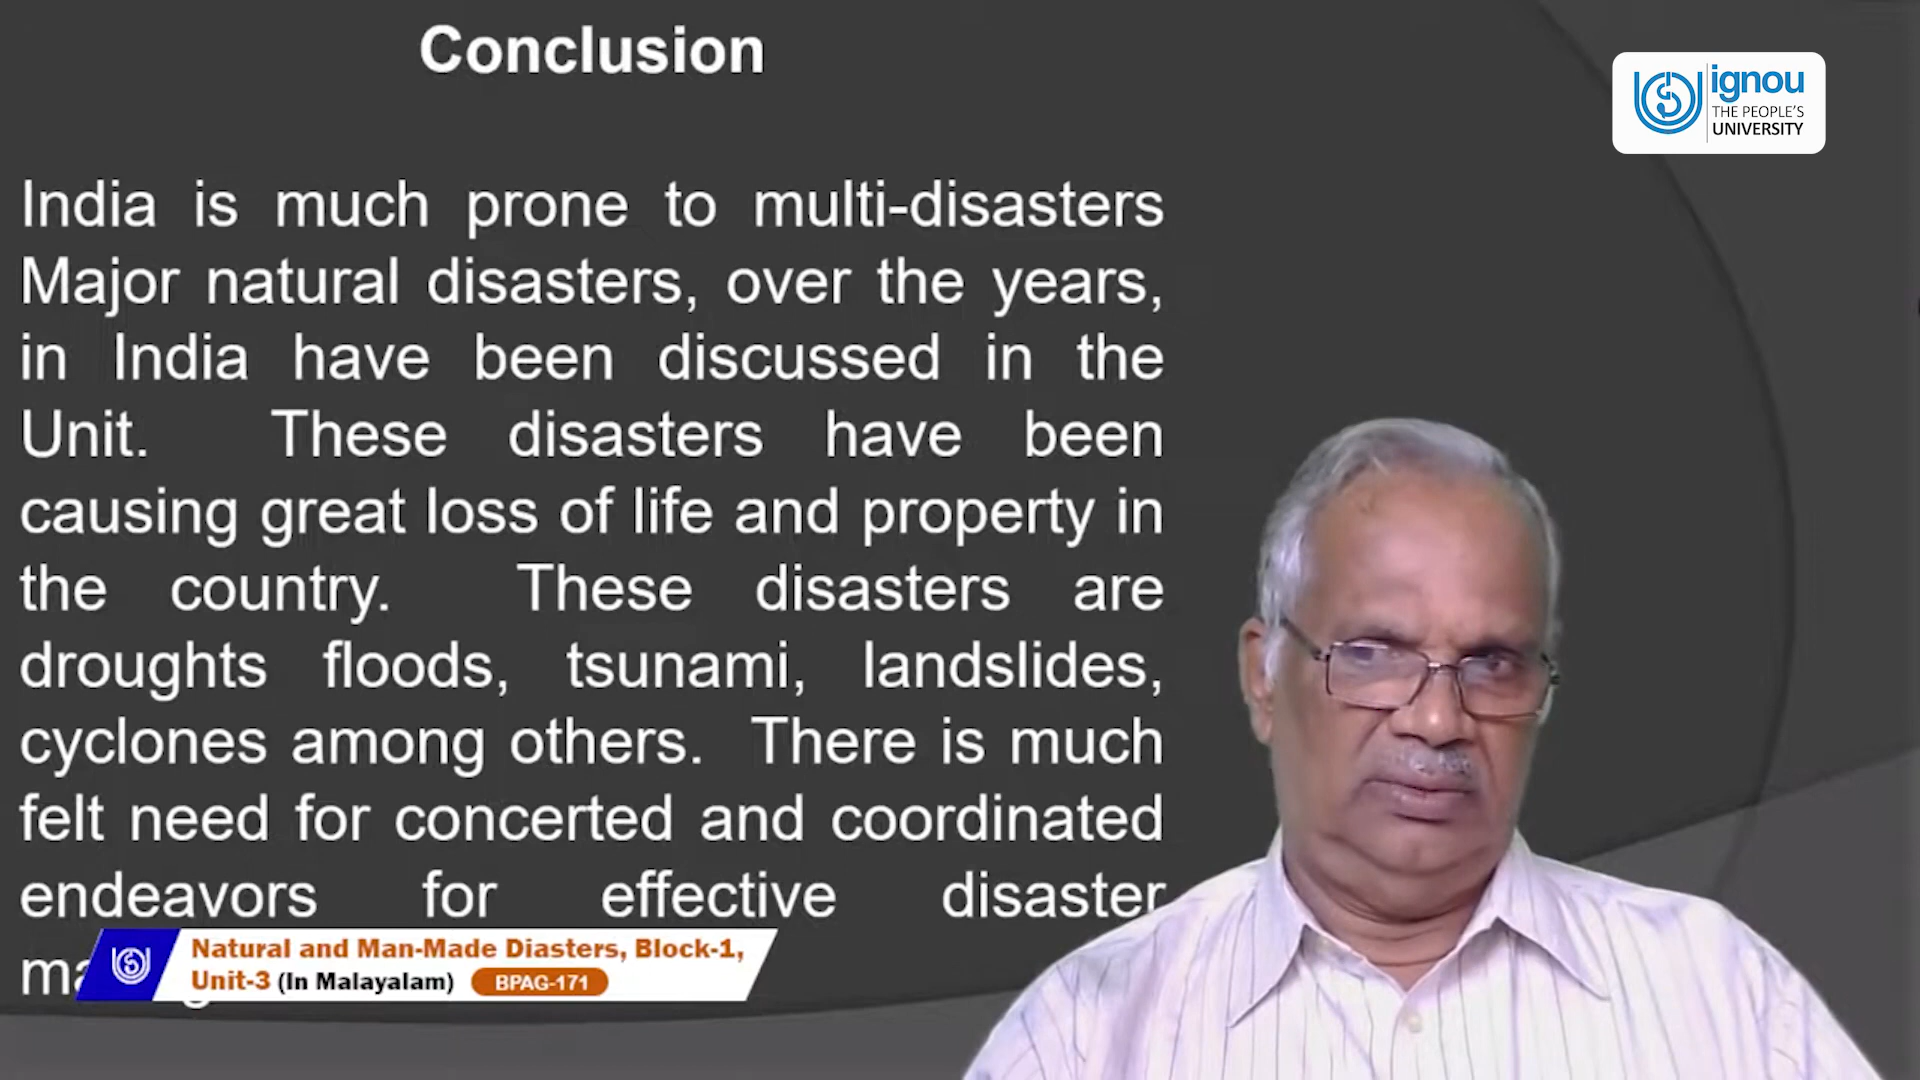 Conclusion
ignou
THE PEOPLE'S
UNIVERSITY
India is much prone to multi-disasters
Major natural disasters, over the years,
in India have been discussed in the
Unit. These disasters have been
causing great loss of life and property in
the country. These disasters are
droughts floods, tsunami, landslides,
cyclones among others. There is much
felt need for concerted and coordinated
endeavors for effective disaster
Natural and Man-Made Diasters, Block-1,
Unit-3 (In Malayalam) BPAG-171